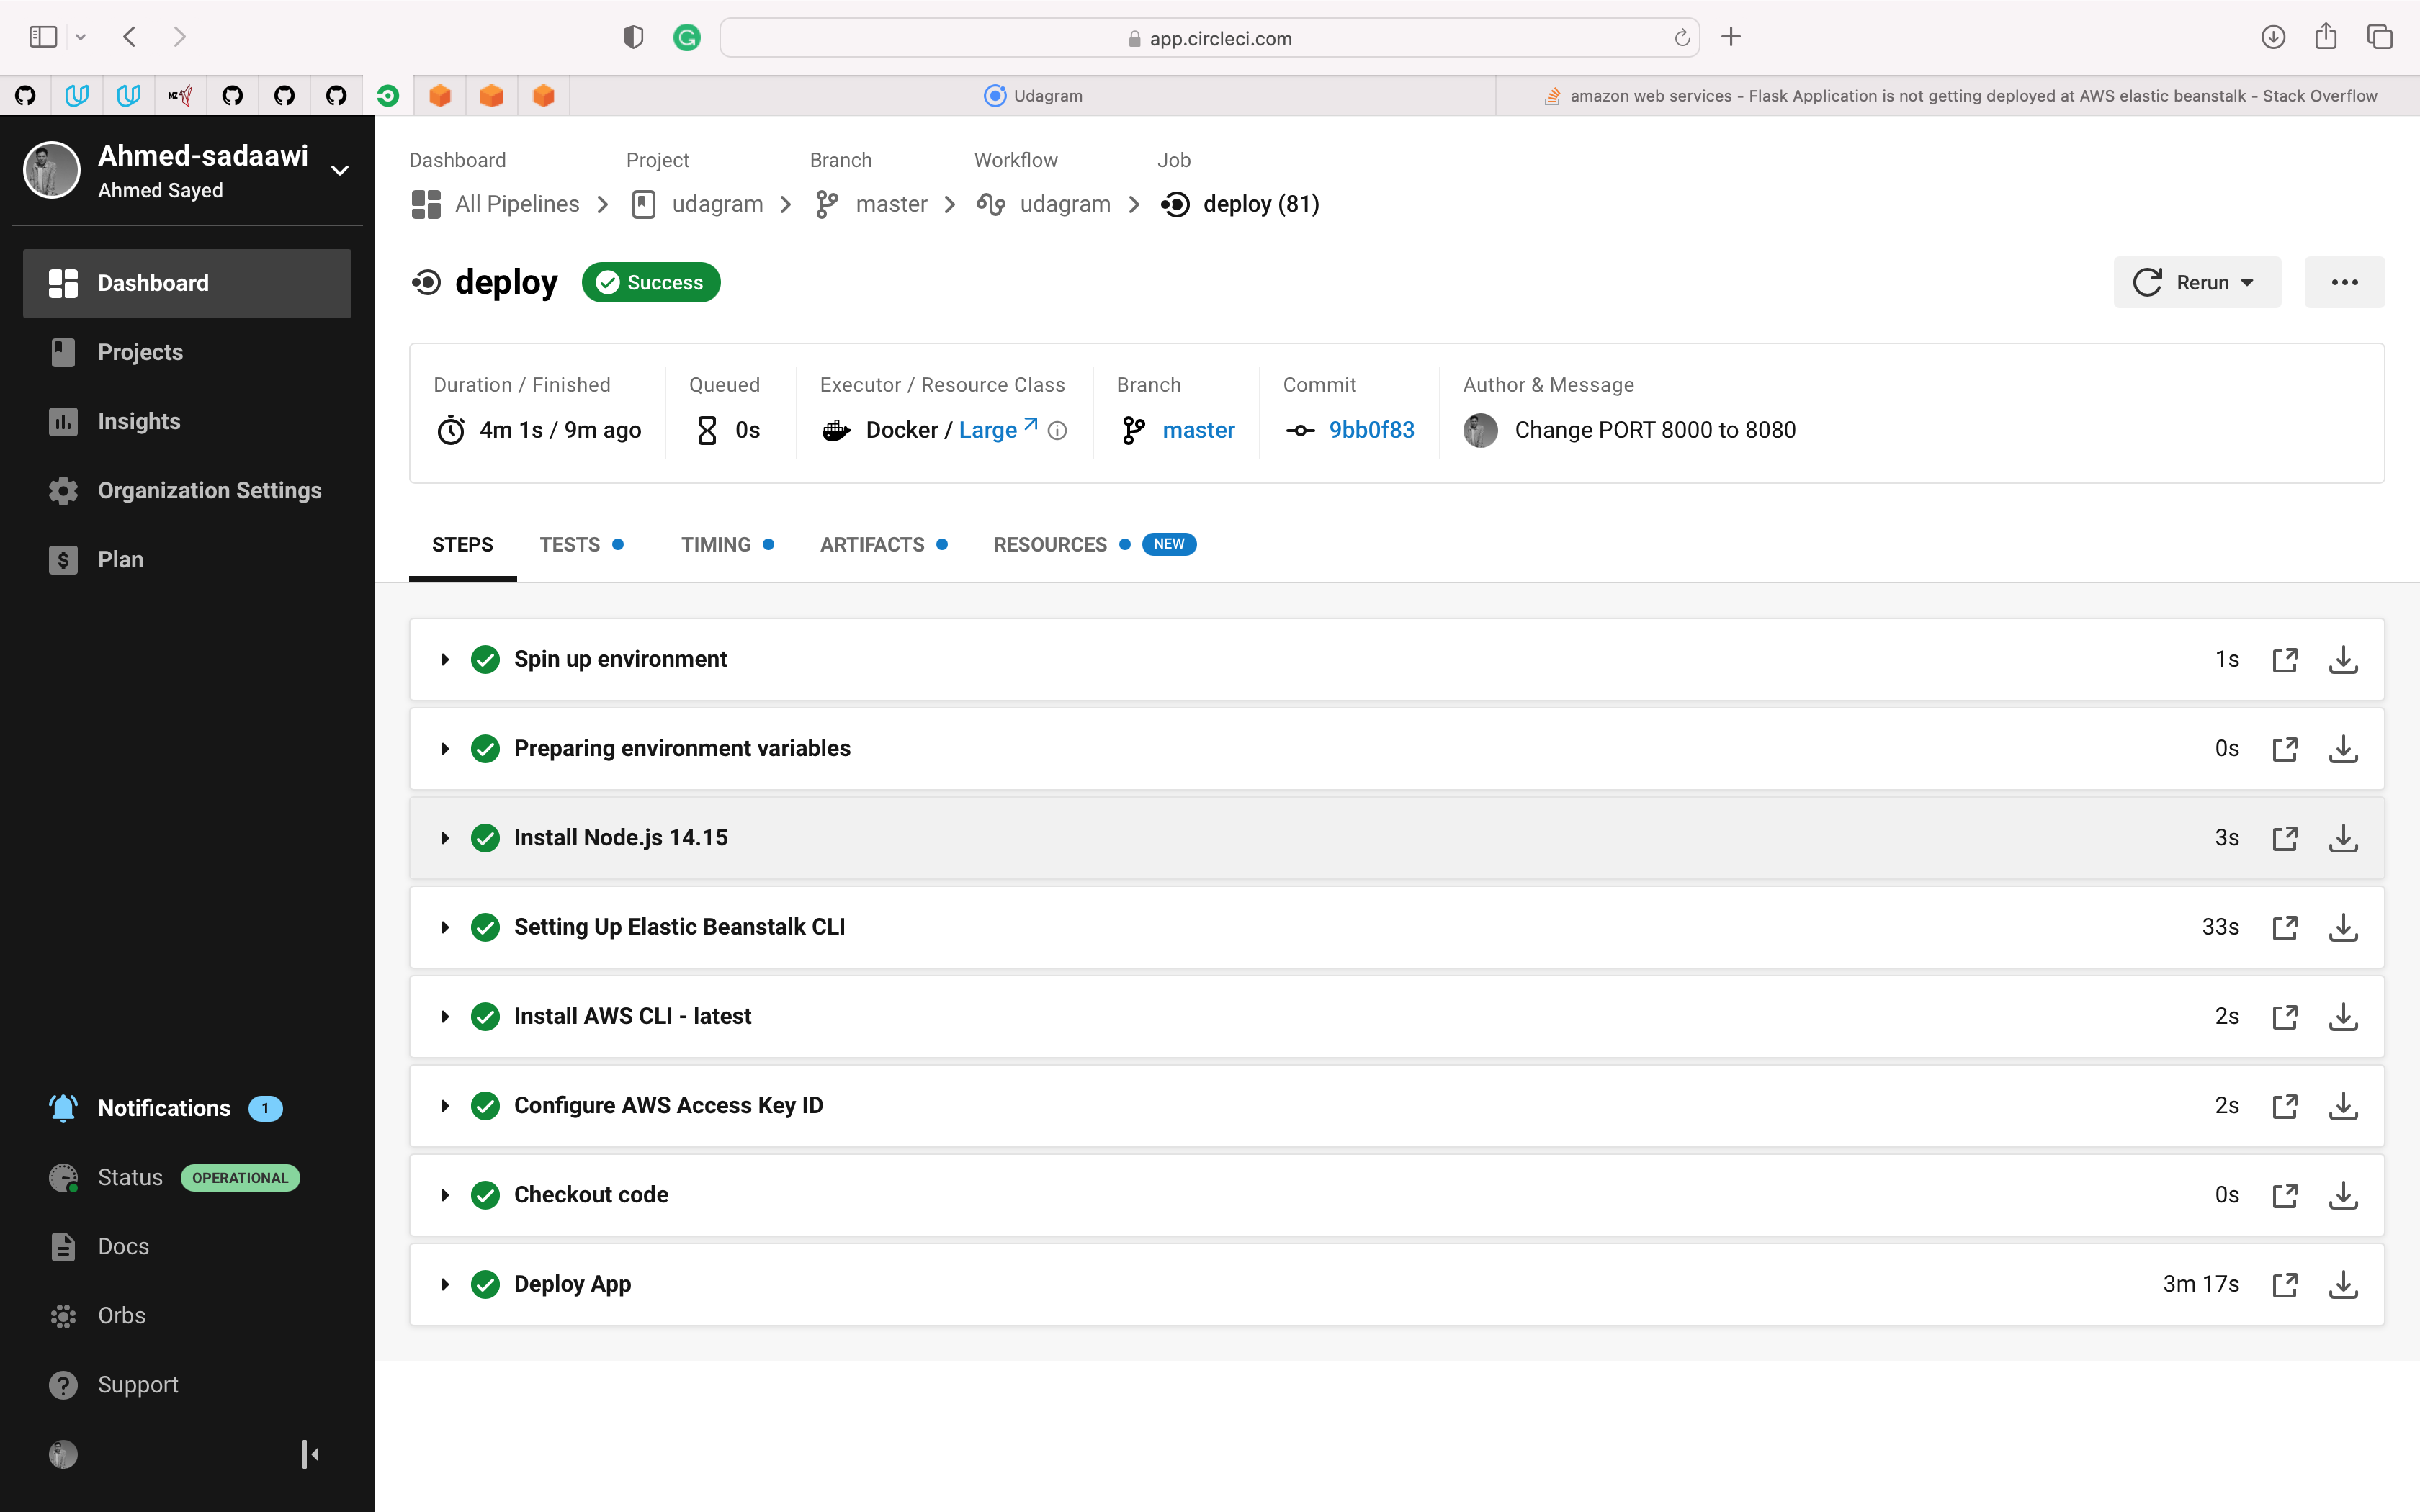 app.circleci.com
MZ
Udagram
amazon web services - Flask Application is not getting deployed at AWS elastic beanstalk - Stack Overflow
Ahmed-sadaawi
Ahmed Sayed
Dashboard
Projects
Insights
Organization Settings
Plan
Notifications 1
Status OPERATIONAL
Docs
Orbs
Support
Dashboard Project Branch Workflow Job
All Pipelines udagram master udagram deploy (81)
deploy Success
Rerun
Duration / Finished Queued Executor / Resource Class Branch Commit Author & Message
4m 1s / 9m ago 0s Docker / Large master 9bb0f83 Change PORT 8000 to 8080
STEPS TESTS TIMING ARTIFACTS RESOURCES NEW
Spin up environment 1s
Preparing environment variables 0s
Install Node.js 14.15 3s
Setting Up Elastic Beanstalk CLI 33s
Install AWS CLI - latest 2s
Configure AWS Access Key ID 2s
Checkout code 0s
Deploy App 3m 17s